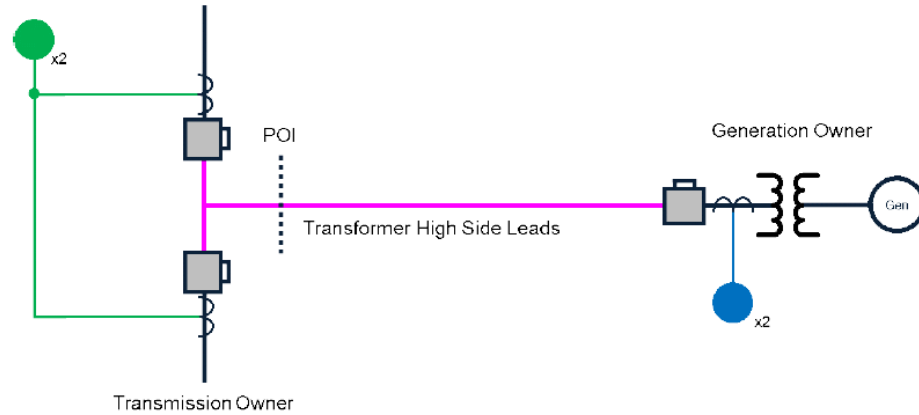 x2
POI
Generation Owner
Gen
Transformer High Side Leads
x2
Transmission Owner